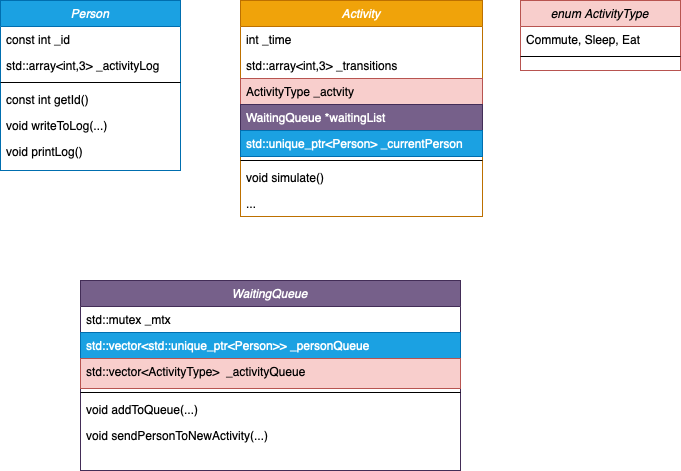 Person
const int _id
std::array<int,3> _activityLog
const int getId()
void writeToLog(...)
void printLog()
Activity
int _time
std::array<int,3> _transitions
ActivityType _actvity
WaitingQueue *waitingList
std::unique_ptr<Person> _currentPerson
void simulate()
...
enum ActivityType
Commute, Sleep, Eat
WaitingQueue
std::mutex _mtx
std::vector<std::unique_ptr<Person>> _personQueue
std::vector<ActivityType> _activityQueue
void addToQueue(...)
void sendPersonToNewActivity(...)